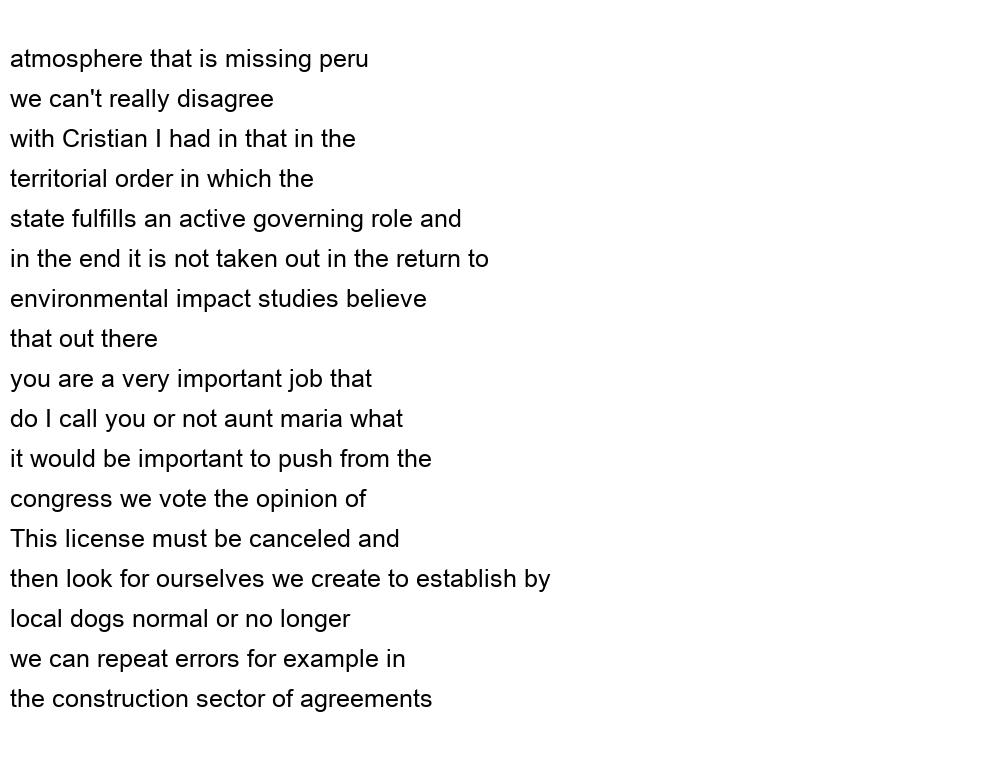 atmosphere that is missing peru
we can't really disagree
with Cristian I had in that in the
territorial order in which the
state fulfills an active governing role and
in the end it is not taken out in the return to
environmental impact studies believe
that out there
you are a very important job that
do I call you or not aunt maria what
it would be important to push from the
congress we vote the opinion of
This license must be canceled and
then look for ourselves we create to establish by
local dogs normal or no longer
we can repeat errors for example in
the construction sector of agreements